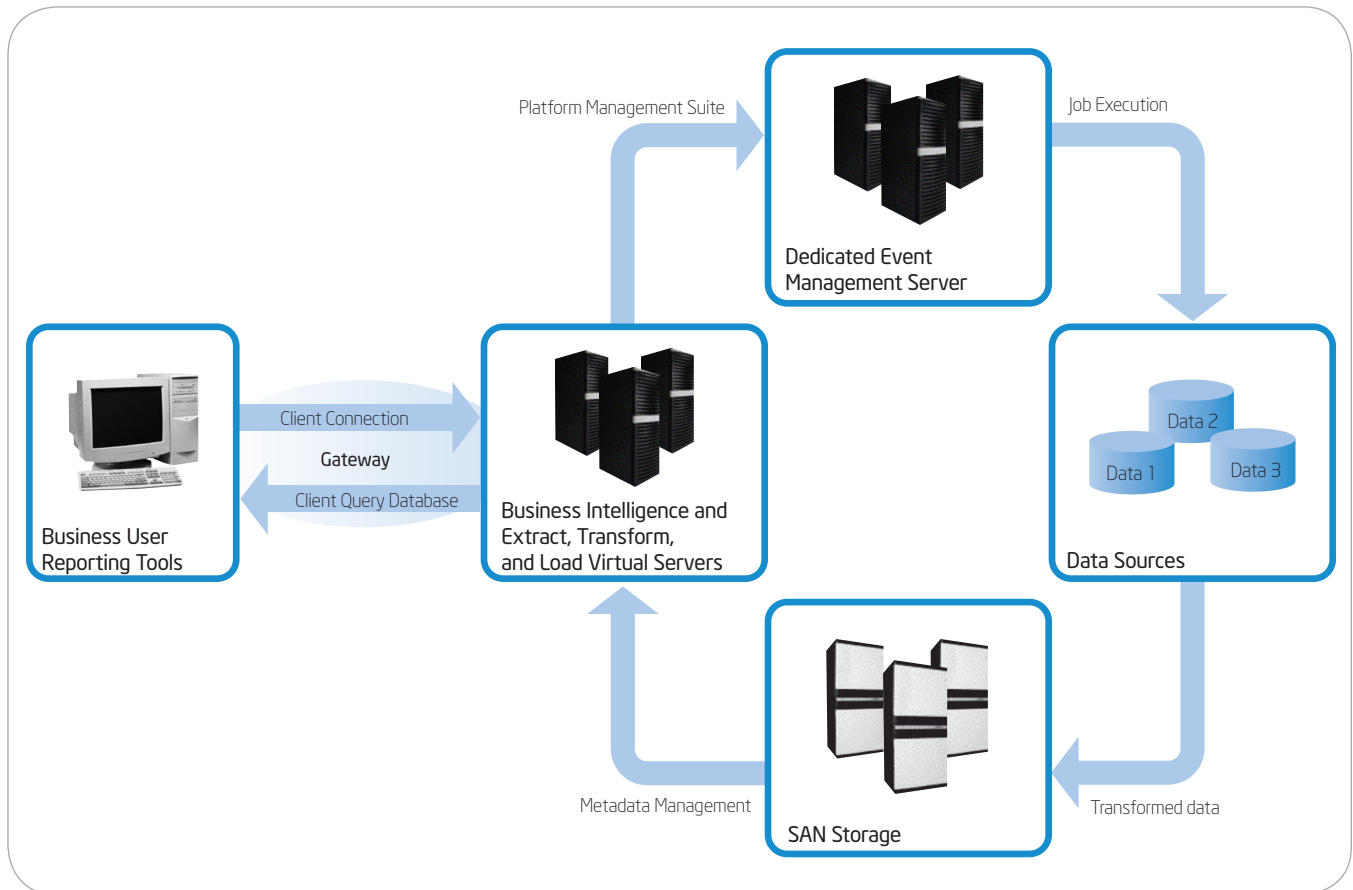 Platform Management Suite
Job Execution
Dedicated Event
Management Server
Client Connection
Gateway
Client Query Database
Business User
Reporting Tools
Business Intelligence and
Extract, Transform,
and Load Virtual Servers
Data 2
Data 1
Data 3
Data Sources
Metadata Management
SAN Storage
Transformed data